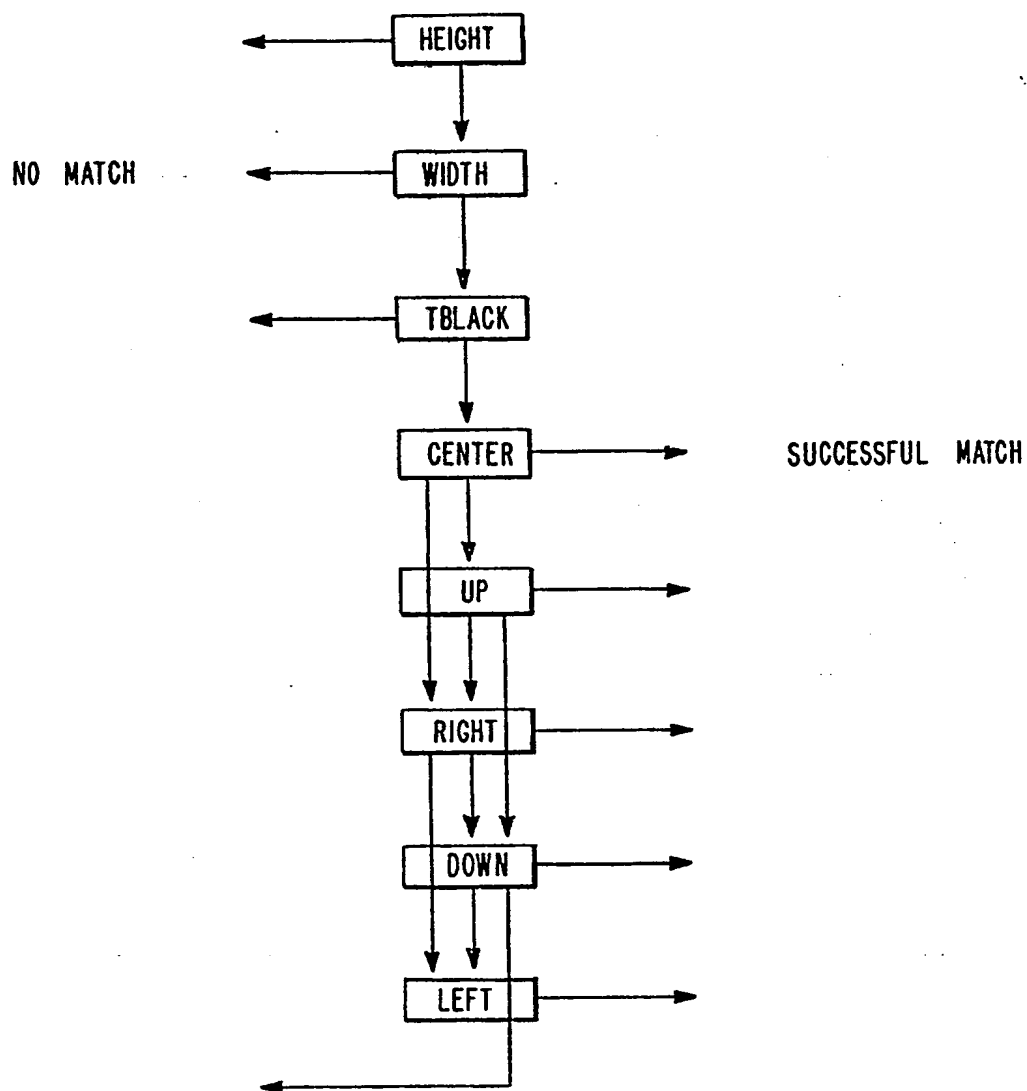 HEIGHT
NO MATCH
WIDTH
TBLACK
CENTER
SUCCESSFUL MATCH
UP
RIGHT
DOWN
LEFT